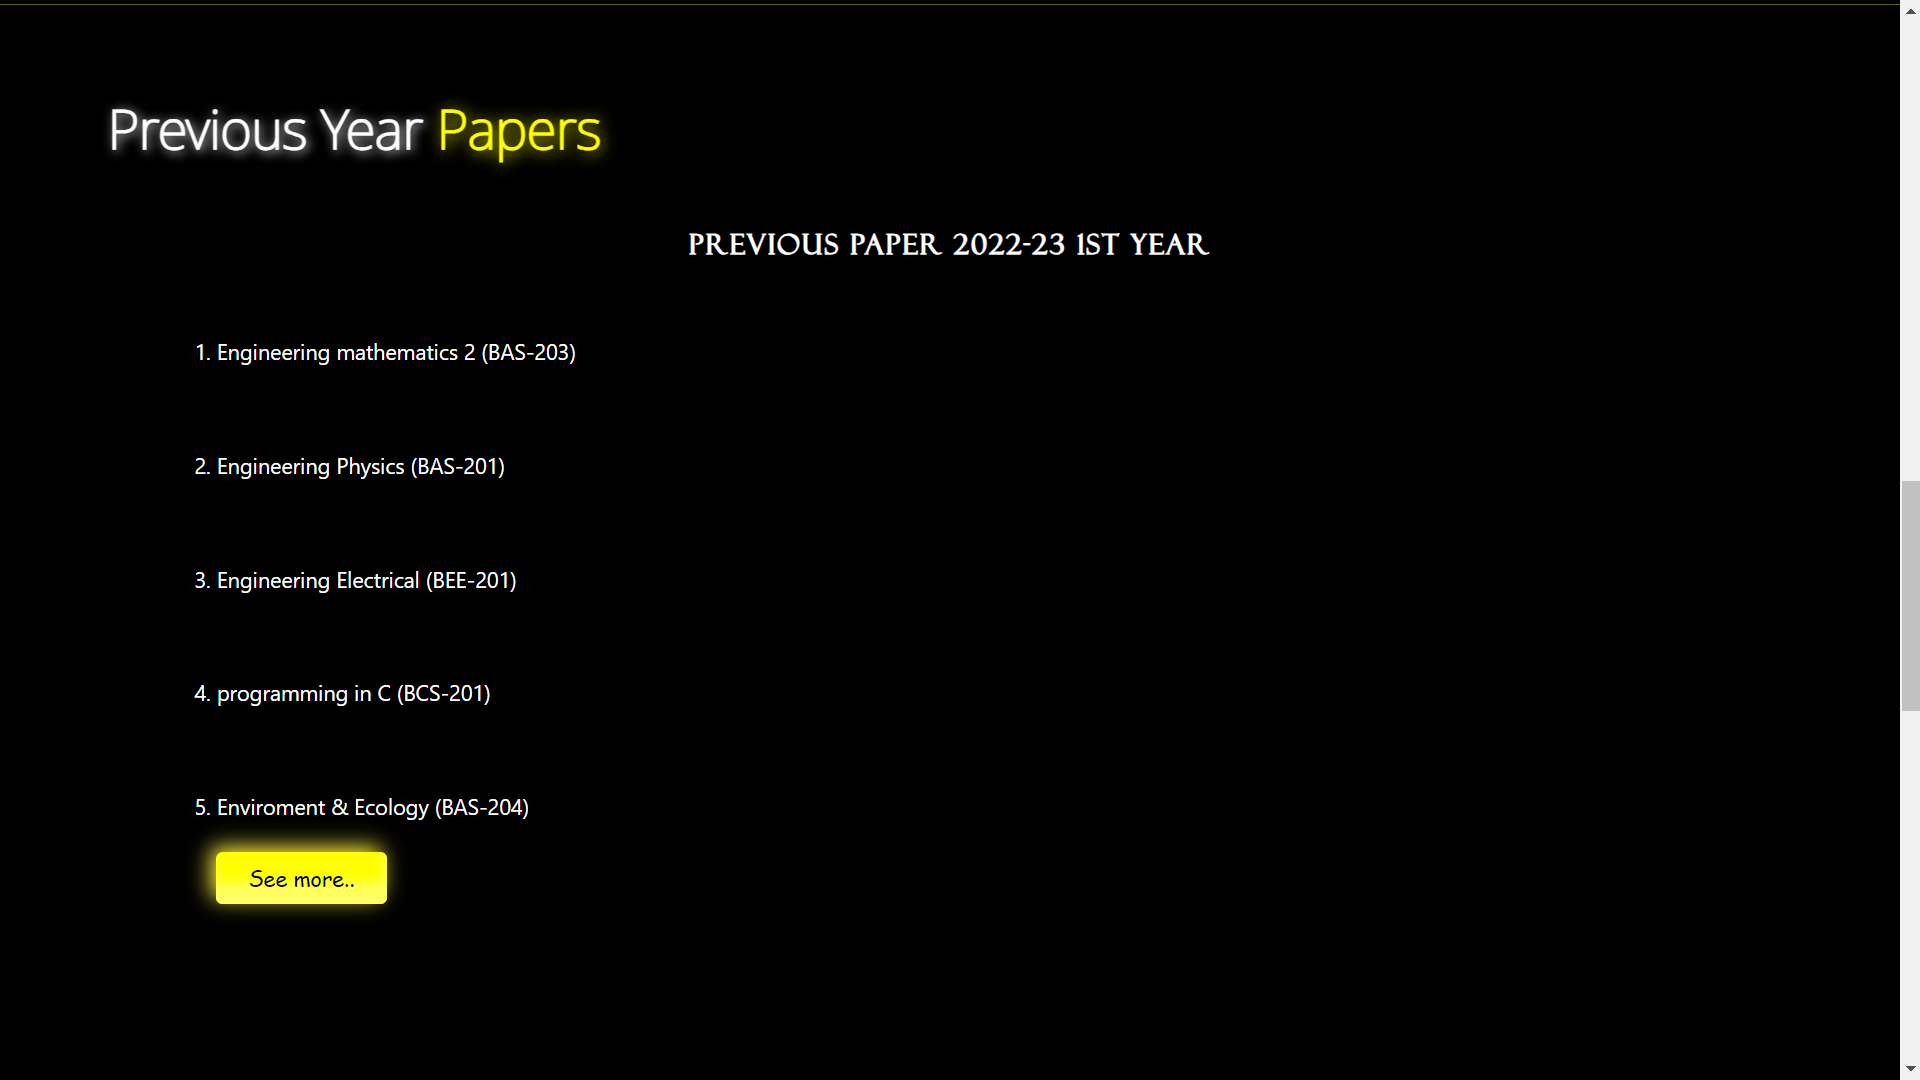 Previous Year Papers
PREVIOUS PAPER 2022-23 1ST YEAR
1. Engineering mathematics 2 (BAS-203)
2. Engineering Physics (BAS-201)
3. Engineering Electrical (BEE-201)
4. programming in C (BCS-201)
5. Enviroment & Ecology (BAS-204)
See more..